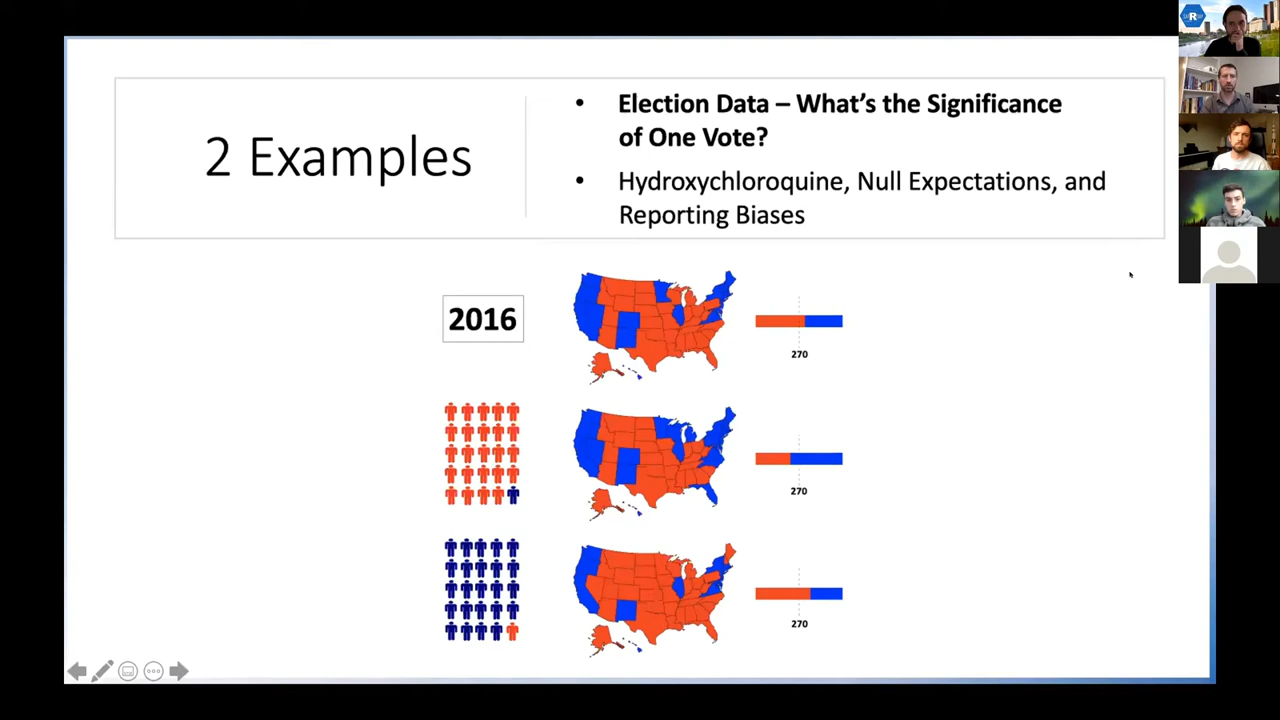 2 Examples
• Election Data – What's the Significance
of One Vote?
• Hydroxychloroquine, Null Expectations, and
Reporting Biases
2016
270
270
270
R